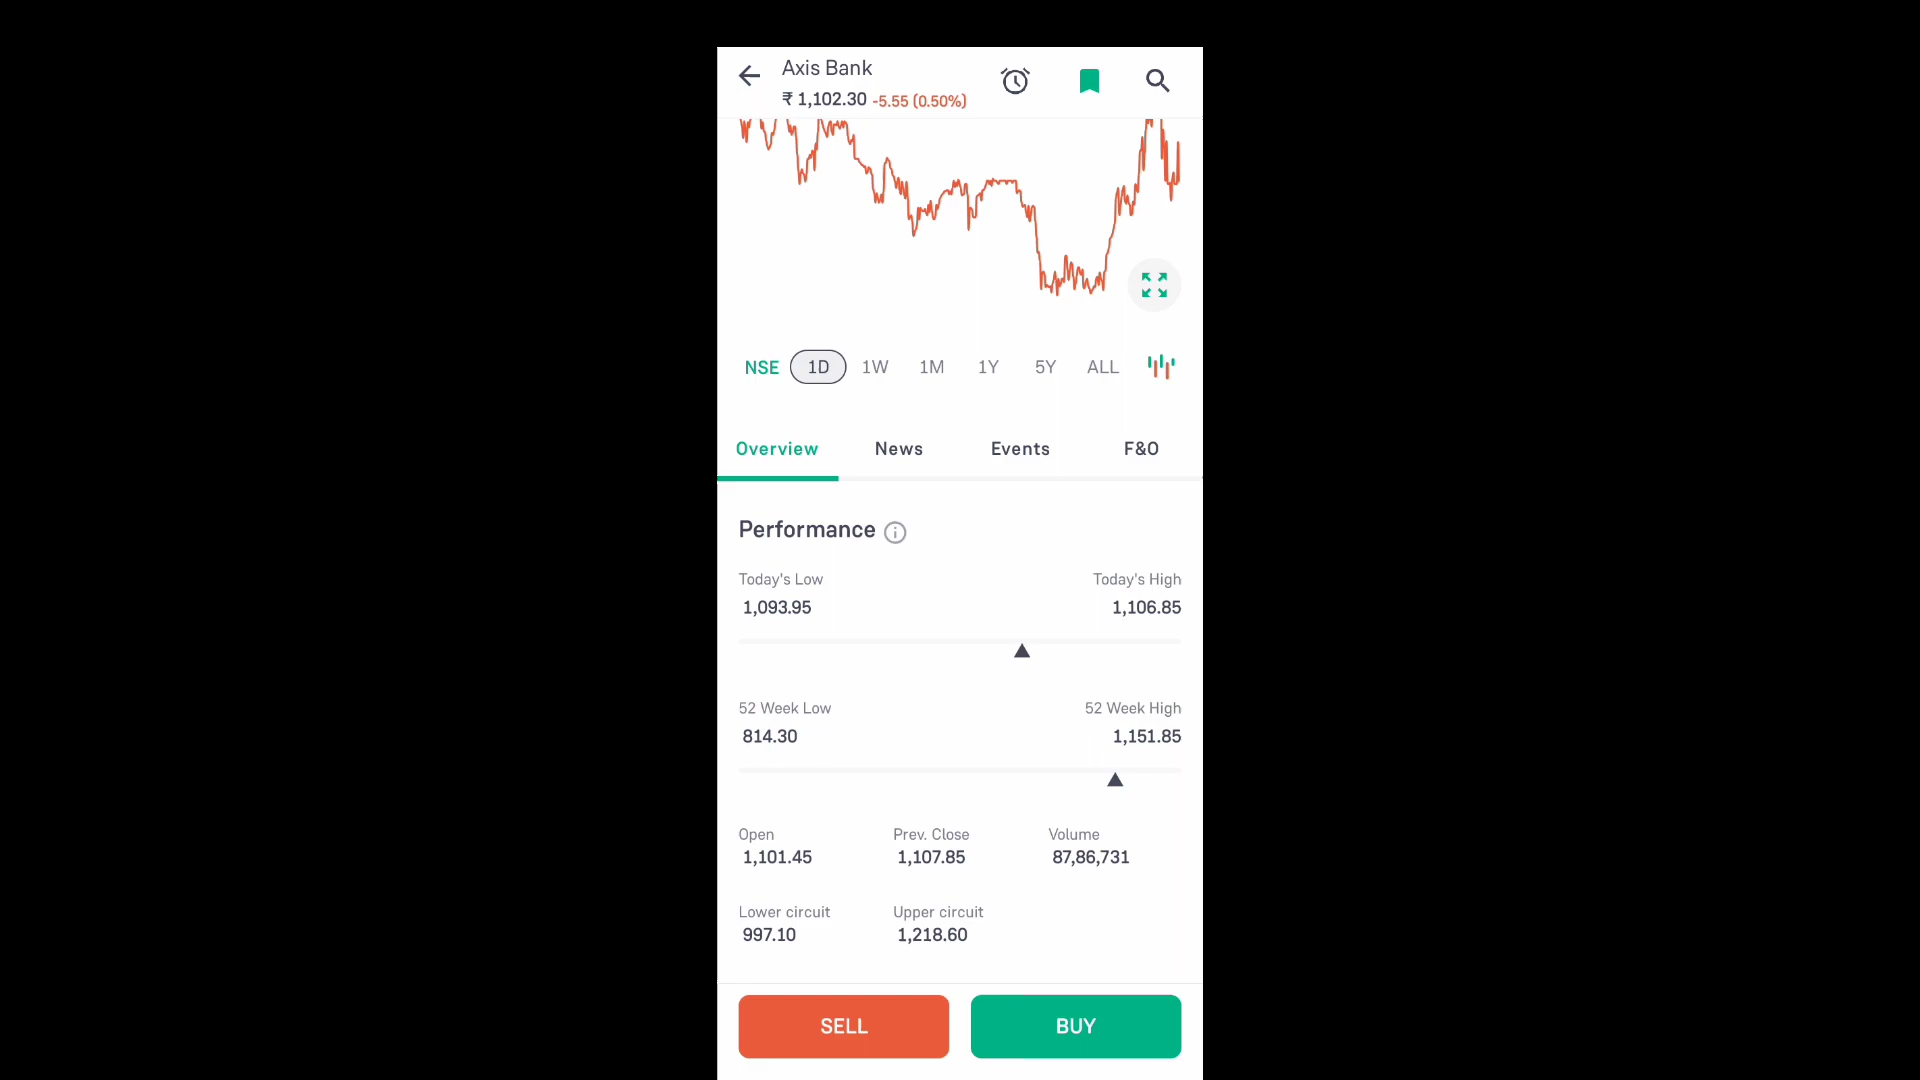 Axis Bank
₹ 1,102.30 -5.55 (0.50%)
NSE 1D 1W 1M 1Y 5Y ALL
Overview News Events F&O
Performance
Today's Low Today's High
1,093.95 1,106.85
52 Week Low 52 Week High
814.30 1,151.85
Open Prev. Close Volume
1,101.45 1,107.85 87,86,731
Lower circuit Upper circuit
997.10 1,218.60
SELL BUY